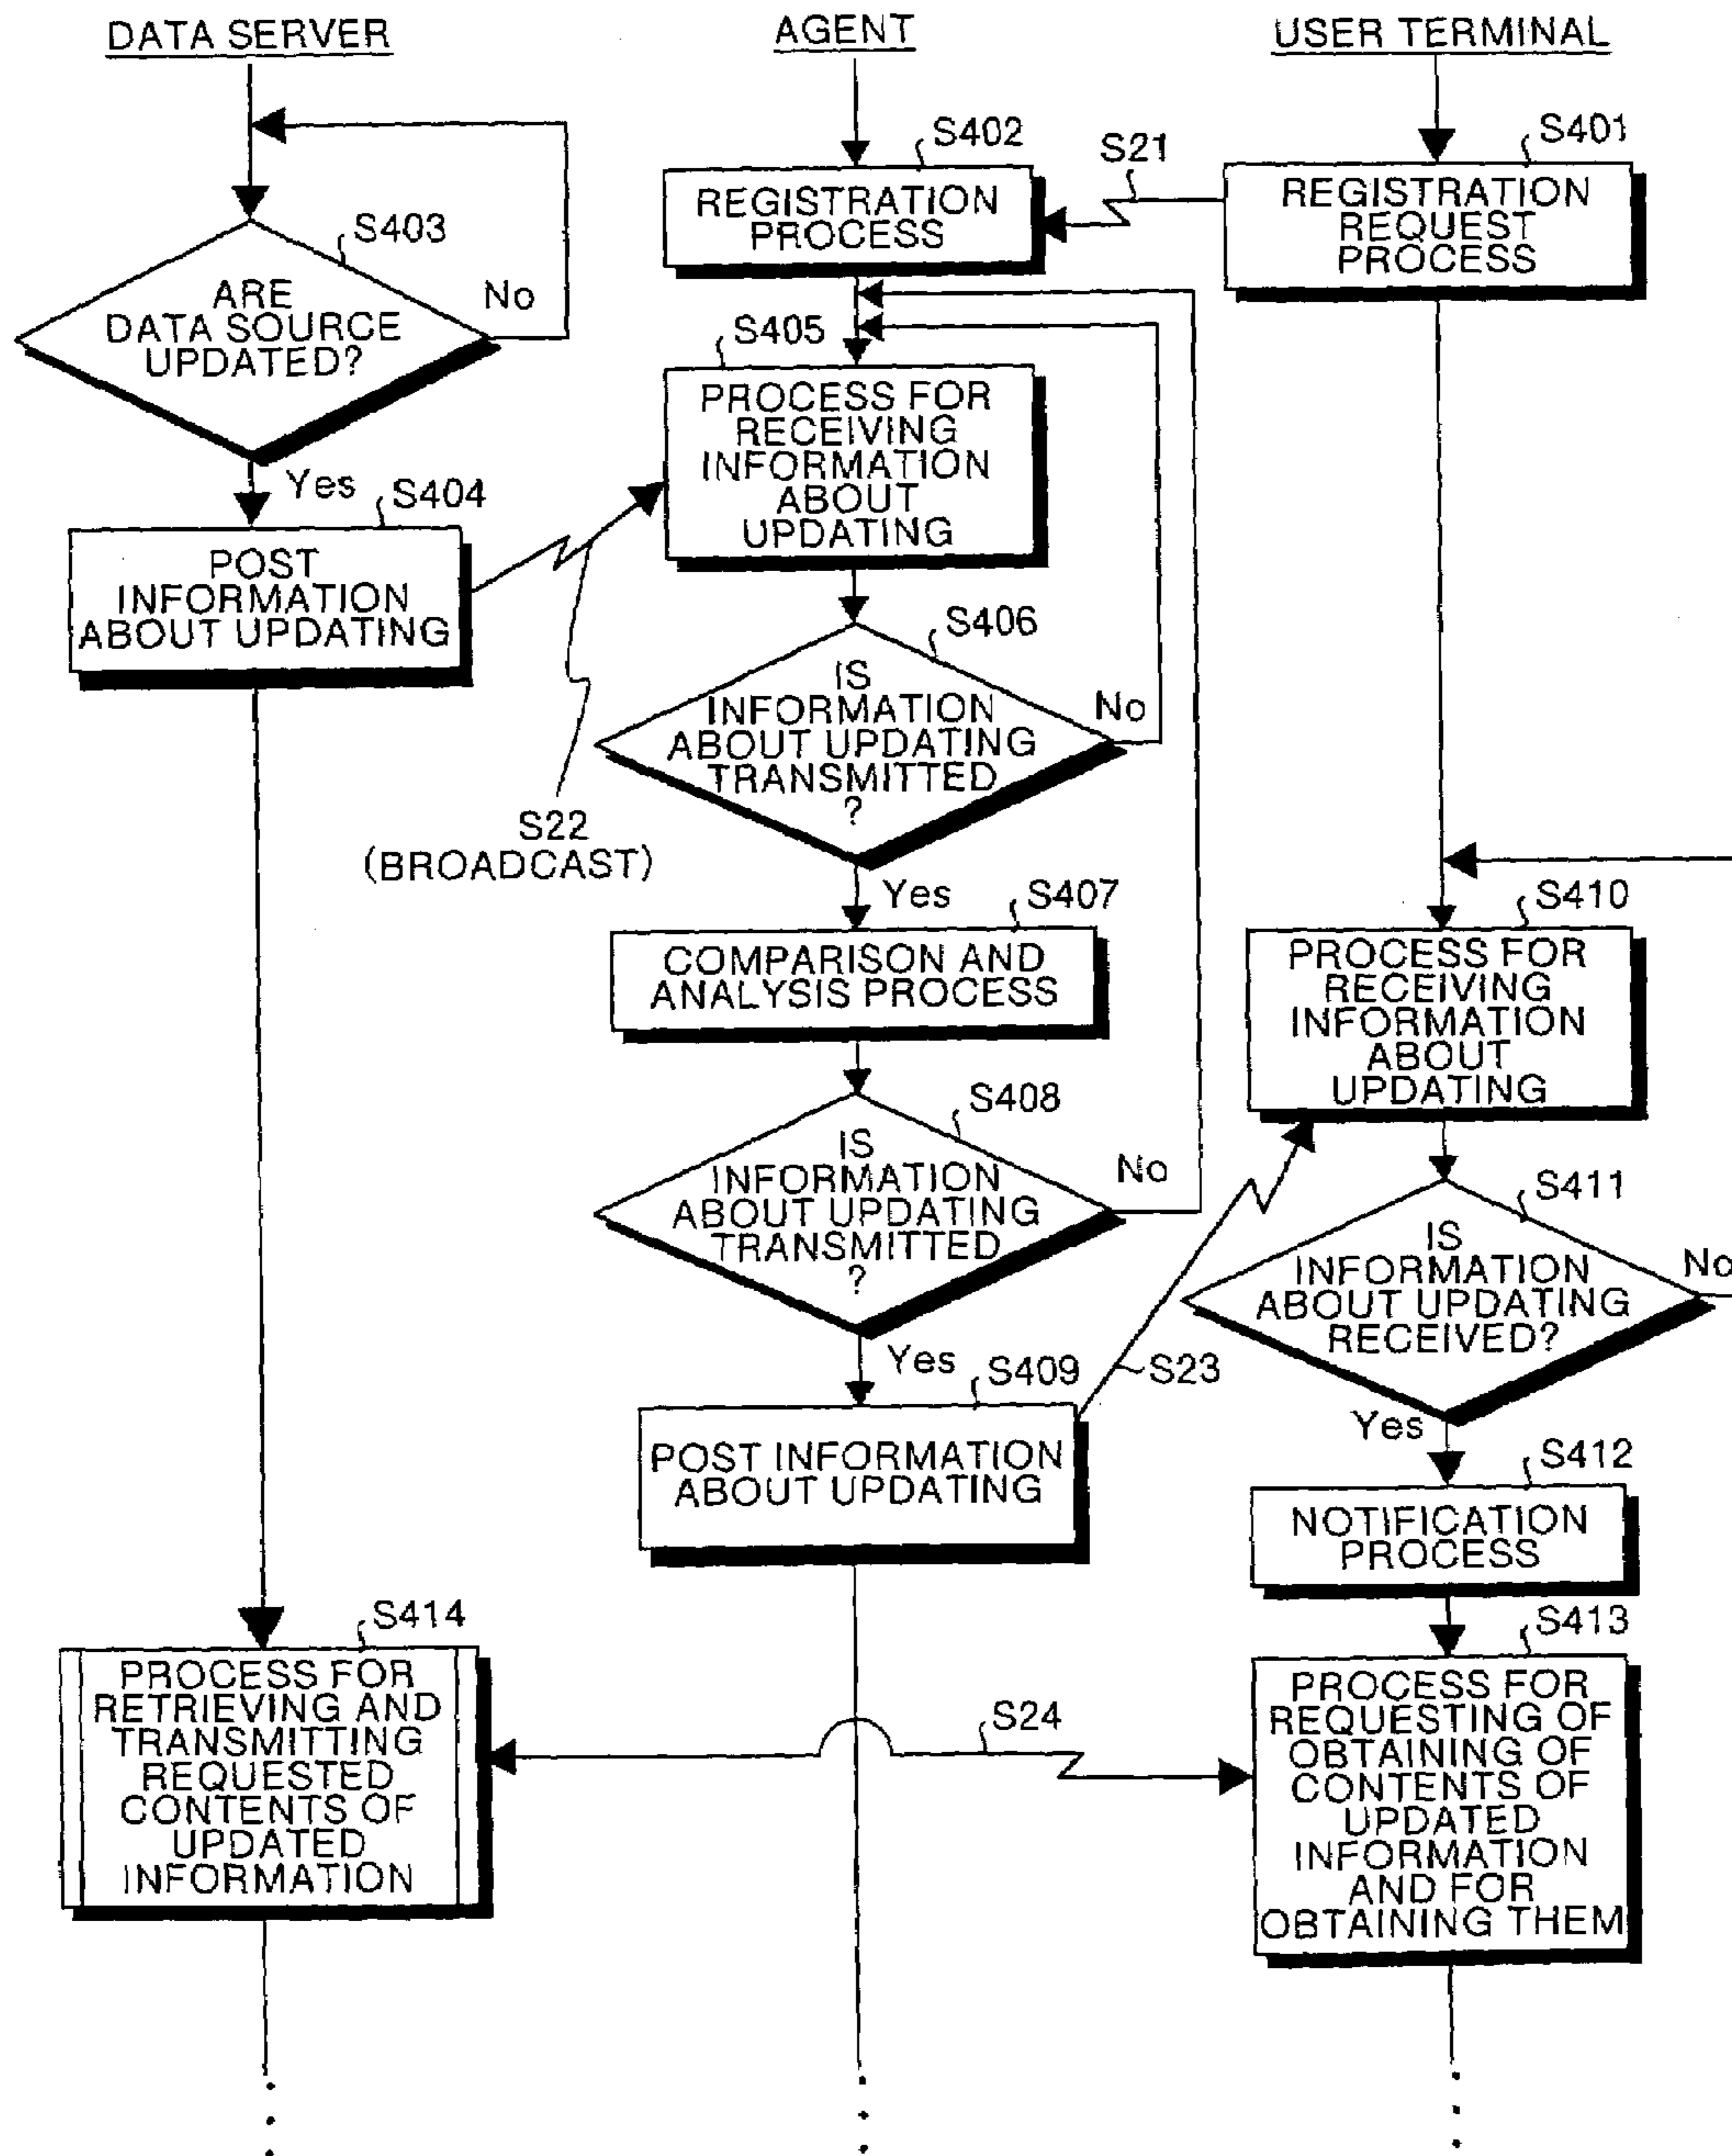 DATA SERVER
AGENT
USER TERMINAL
S402
S21
S401
REGISTRATION
PROCESS
REGISTRATION
REQUEST
PROCESS
S403
ARE
DATA SOURCE
UPDATED?
No
Yes
S404
POST
INFORMATION
ABOUT UPDATING
S405
PROCESS FOR
RECEIVING
INFORMATION
ABOUT
UPDATING
S22
(BROADCAST)
S406
IS
INFORMATION
ABOUT UPDATING
TRANSMITTED
?
No
Yes
S407
COMPARISON AND
ANALYSIS PROCESS
S408
IS
INFORMATION
ABOUT UPDATING
TRANSMITTED
?
No
Yes
S409
POST INFORMATION
ABOUT UPDATING
S23
S410
PROCESS FOR
RECEIVING
INFORMATION
ABOUT
UPDATING
S411
IS
INFORMATION
ABOUT UPDATING
RECEIVED?
No
Yes
S412
NOTIFICATION
PROCESS
S413
PROCESS FOR
REQUESTING OF
OBTAINING OF
CONTENTS OF
UPDATED
INFORMATION
AND FOR
OBTAINING THEM
S24
S414
PROCESS FOR
RETRIEVING AND
TRANSMITTING
REQUESTED
CONTENTS OF
UPDATED
INFORMATION